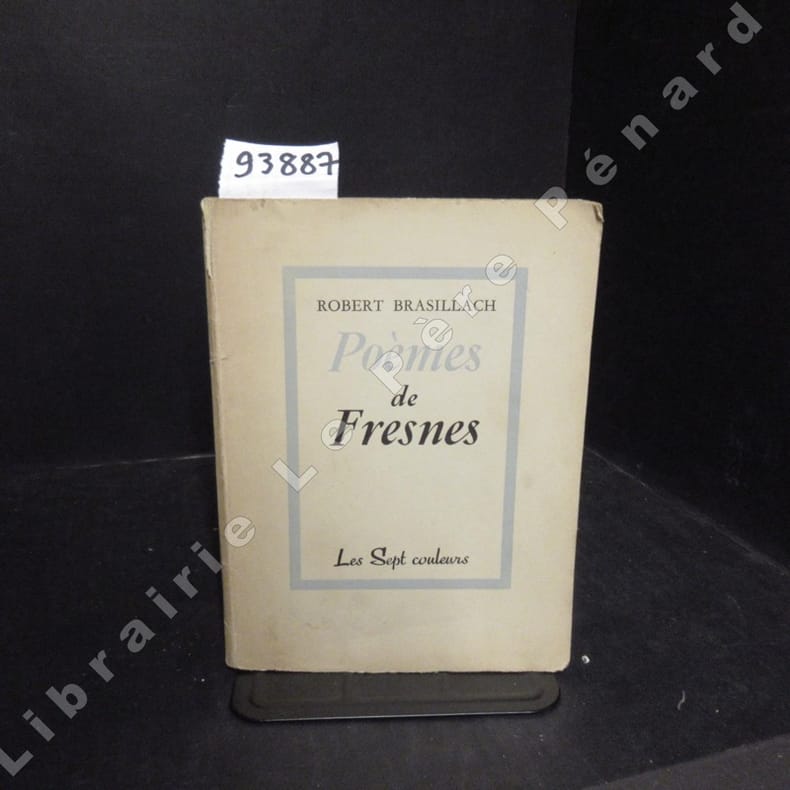 93887
ROBERT BRASILLACH
Poèmes
de
Fresnes
Les Sept couleurs
Librairie Le Père Pénard